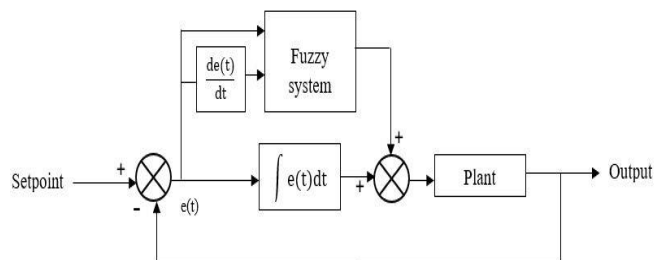 Fuzzy
system
de(t)
dt
+
Setpoint
+
-
e(t)
∫ e(t)dt
+
Plant
Output